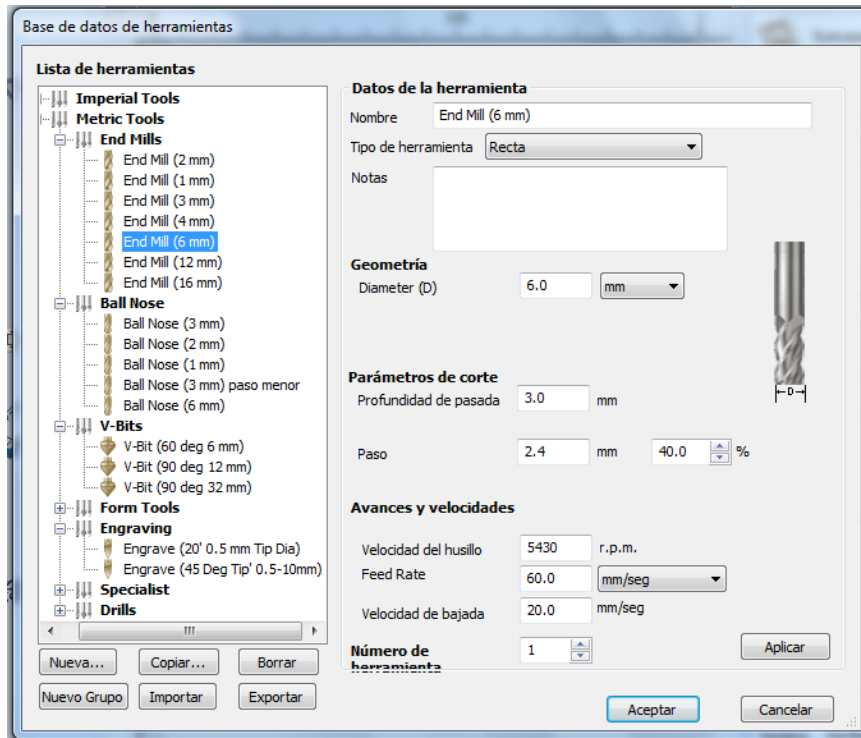 Base de datos de herramientas
Lista de herramientas
Imperial Tools
Metric Tools
End Mills
End Mill (2 mm)
End Mill (1 mm)
End Mill (3 mm)
End Mill (4 mm)
End Mill (6 mm)
End Mill (12 mm)
End Mill (16 mm)
Ball Nose
Ball Nose (3 mm)
Ball Nose (2 mm)
Ball Nose (1 mm)
Ball Nose (3 mm) paso menor
Ball Nose (6 mm)
V-Bits
V-Bit (60 deg 6 mm)
V-Bit (90 deg 12 mm)
V-Bit (90 deg 32 mm)
Form Tools
Engraving
Engrave (20' 0.5 mm Tip Dia)
Engrave (45 Deg Tip' 0.5-10mm)
Specialist
Drills
Nueva... Copiar... Borrar
Nuevo Grupo Importar Exportar
Datos de la herramienta
Nombre End Mill (6 mm)
Tipo de herramienta Recta
Notas
Geometría
Diameter (D) 6.0 mm
D
Parámetros de corte
Profundidad de pasada 3.0 mm
Paso 2.4 mm 40.0 %
Avances y velocidades
Velocidad del husillo 5430 r.p.m.
Feed Rate 60.0 mm/seg
Velocidad de bajada 20.0 mm/seg
Número de 1
herramienta
Aplicar
Aceptar Cancelar